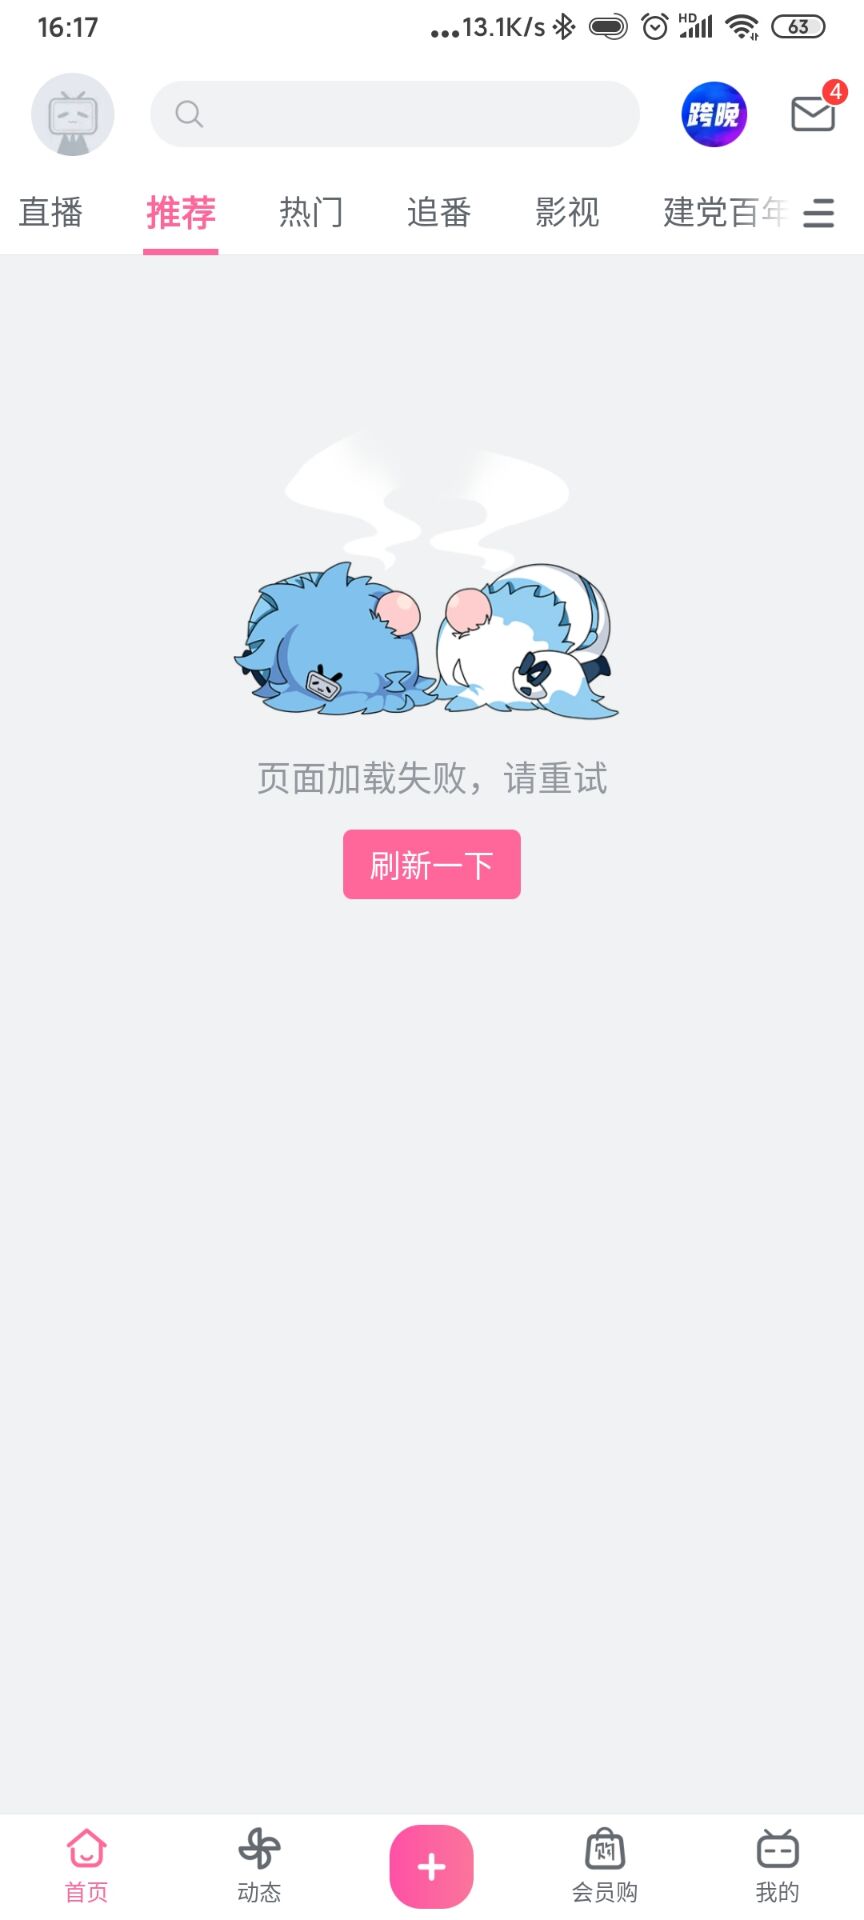 16:17
...13.1K/s
HD
63
跨晚
4
直播 推荐 热门 追番 影视 建党百年
页面加载失败，请重试
刷新一下
购
首页 动态 会员购 我的